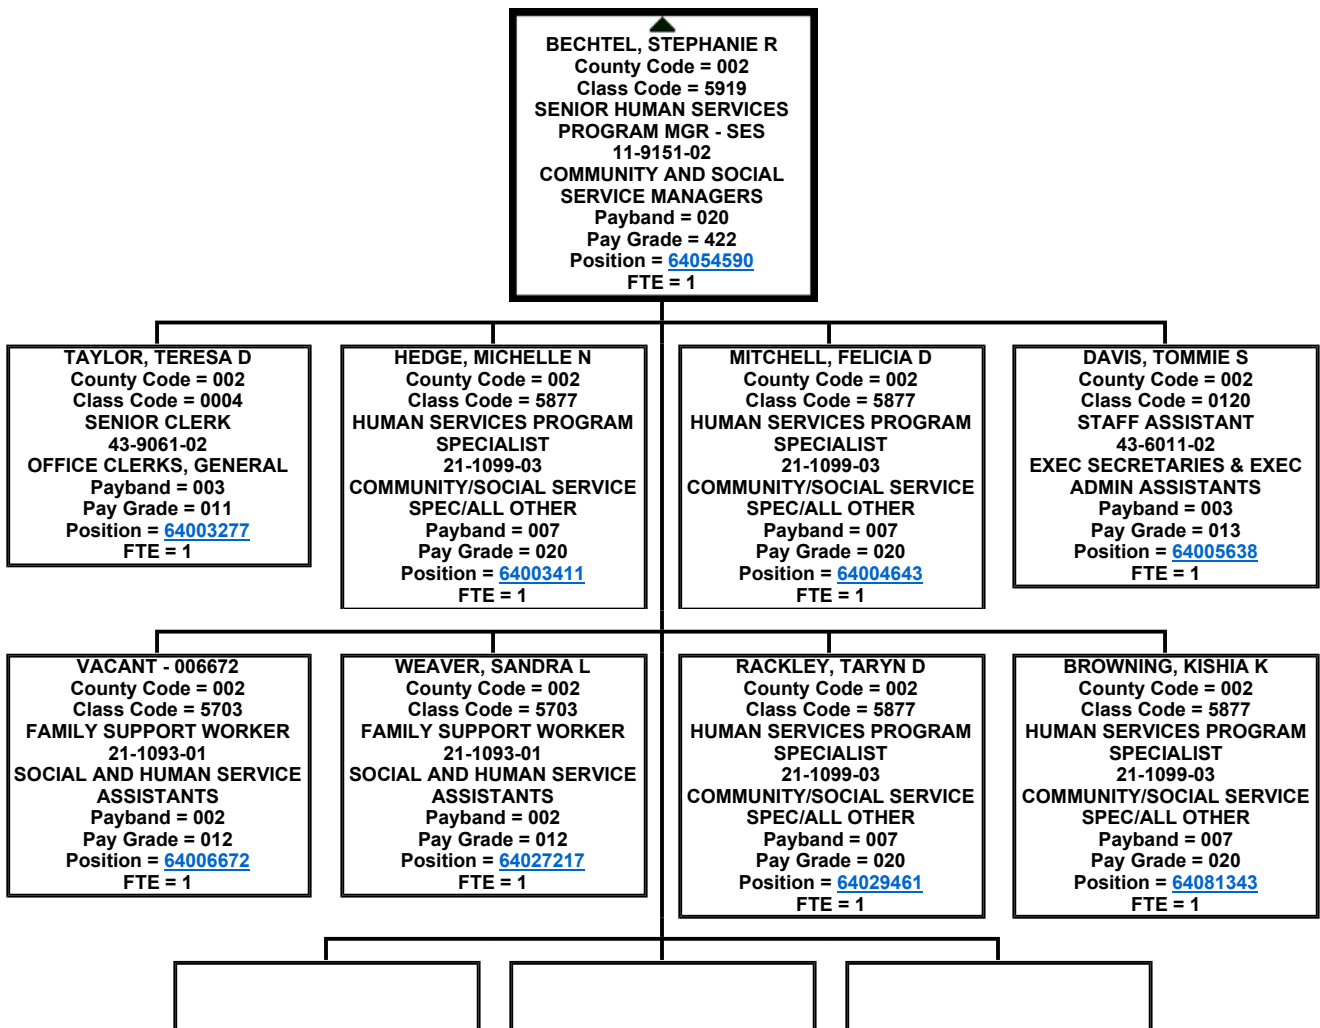 BECHTEL, STEPHANIE R
County Code = 002
Class Code = 5919
SENIOR HUMAN SERVICES
PROGRAM MGR - SES
11-9151-02
COMMUNITY AND SOCIAL
SERVICE MANAGERS
Payband = 020
Pay Grade = 422
Position = 64054590
FTE = 1
TAYLOR, TERESA D
County Code = 002
Class Code = 0004
SENIOR CLERK
43-9061-02
OFFICE CLERKS, GENERAL
Payband = 003
Pay Grade = 011
Position = 64003277
FTE = 1
HEDGE, MICHELLE N
County Code = 002
Class Code = 5877
HUMAN SERVICES PROGRAM
SPECIALIST
21-1099-03
COMMUNITY/SOCIAL SERVICE
SPEC/ALL OTHER
Payband = 007
Pay Grade = 020
Position = 64003411
FTE = 1
MITCHELL, FELICIA D
County Code = 002
Class Code = 5877
HUMAN SERVICES PROGRAM
SPECIALIST
21-1099-03
COMMUNITY/SOCIAL SERVICE
SPEC/ALL OTHER
Payband = 007
Pay Grade = 020
Position = 64004643
FTE = 1
DAVIS, TOMMIE S
County Code = 002
Class Code = 0120
STAFF ASSISTANT
43-6011-02
EXEC SECRETARIES & EXEC
ADMIN ASSISTANTS
Payband = 003
Pay Grade = 013
Position = 64005638
FTE = 1
VACANT - 006672
County Code = 002
Class Code = 5703
FAMILY SUPPORT WORKER
21-1093-01
SOCIAL AND HUMAN SERVICE
ASSISTANTS
Payband = 002
Pay Grade = 012
Position = 64006672
FTE = 1
WEAVER, SANDRA L
County Code = 002
Class Code = 5703
FAMILY SUPPORT WORKER
21-1093-01
SOCIAL AND HUMAN SERVICE
ASSISTANTS
Payband = 002
Pay Grade = 012
Position = 64027217
FTE = 1
RACKLEY, TARYN D
County Code = 002
Class Code = 5877
HUMAN SERVICES PROGRAM
SPECIALIST
21-1099-03
COMMUNITY/SOCIAL SERVICE
SPEC/ALL OTHER
Payband = 007
Pay Grade = 020
Position = 64029461
FTE = 1
BROWNING, KISHIA K
County Code = 002
Class Code = 5877
HUMAN SERVICES PROGRAM
SPECIALIST
21-1099-03
COMMUNITY/SOCIAL SERVICE
SPEC/ALL OTHER
Payband = 007
Pay Grade = 020
Position = 64081343
FTE = 1